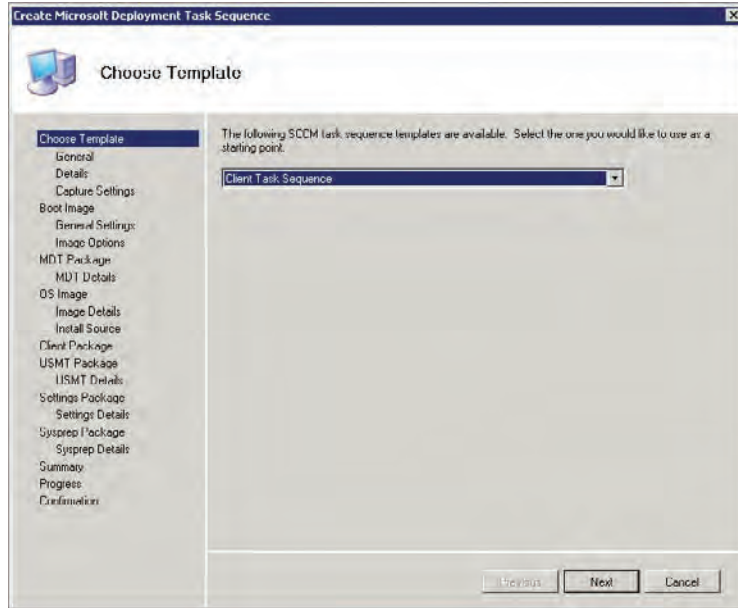 Create Microsoft Deployment Task Sequence
Choose Template
Choose Template
General
Details
Capture Settings
Boot Image
General Settings
Image Options
MDT Package
MDT Details
OS Image
Image Details
Install Source
Client Package
USMT Package
USMT Details
Settings Package
Settings Details
Sysprep Package
Sysprep Details
Summary
Progress
Confirmation
The following SCCM task sequence templates are available. Select the one you would like to use as a
starting point.
Client Task Sequence
Previous
Next
Cancel